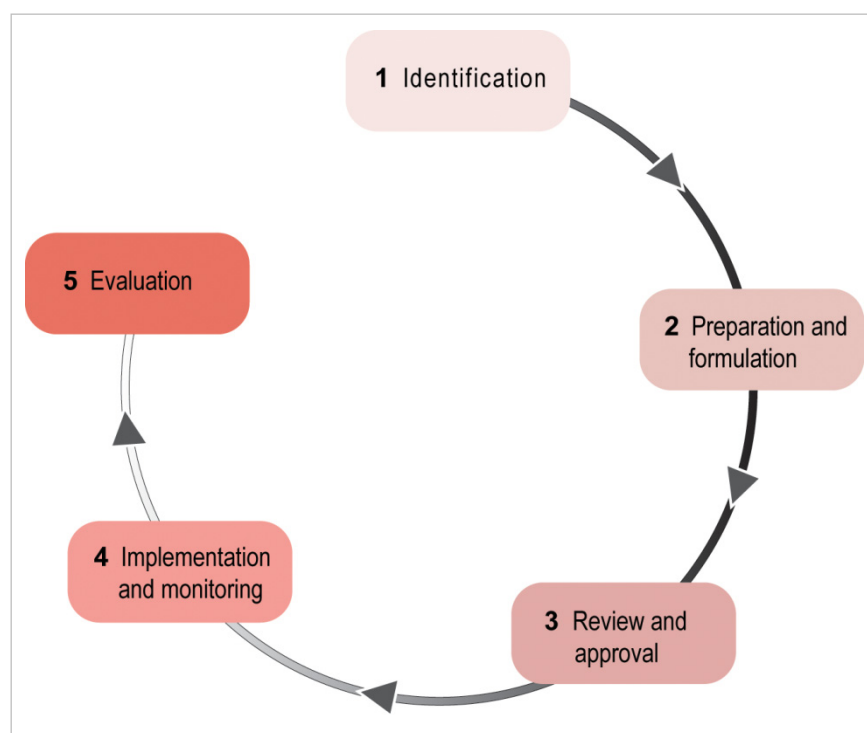 1 Identification
2 Preparation and
formulation
3 Review and
approval
4 Implementation
and monitoring
5 Evaluation